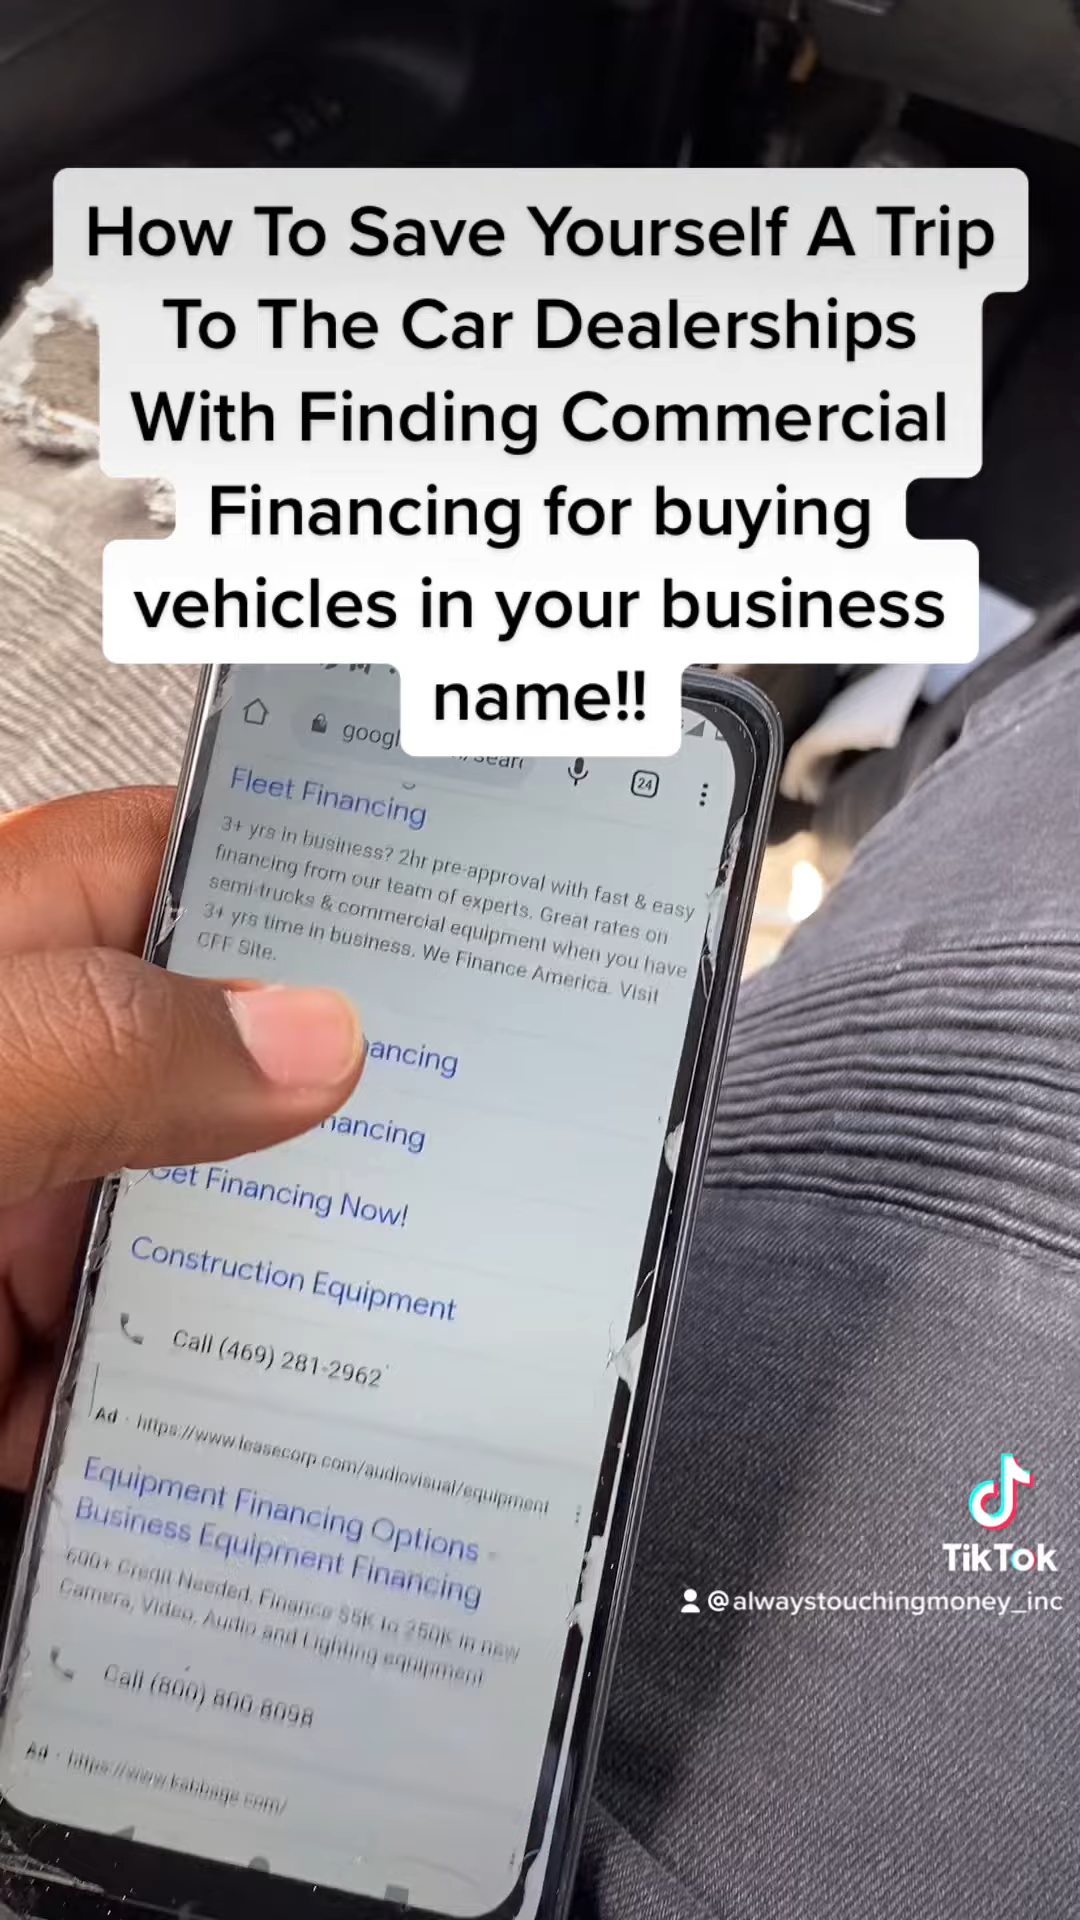 How To Save Yourself A Trip
To The Car Dealerships
With Finding Commercial
Financing for buying
vehicles in your business
name!!
24
Fleet Financing
3+ yrs in business? 2hr pre-approval with fast & easy
financing from our team of experts. Great rates on
semi-trucks & commercial equipment when you have
3+ yrs time in business. We Finance America. Visit
CFF Site.
Get Financing Now!
Construction Equipment
Call (469) 281-2962
Ad · https://www.leasecorp.com/audiovisual/equipment
Equipment Financing Options -
Business Equipment Financing
600+ Credit Needed. Finance $5K to 250K in new
Camera, Video, Audio and Lighting equipment
Call (800) 800-8098
Ad · https://www.kabbage.com/
TikTok
@alwaystouchingmoney_inc